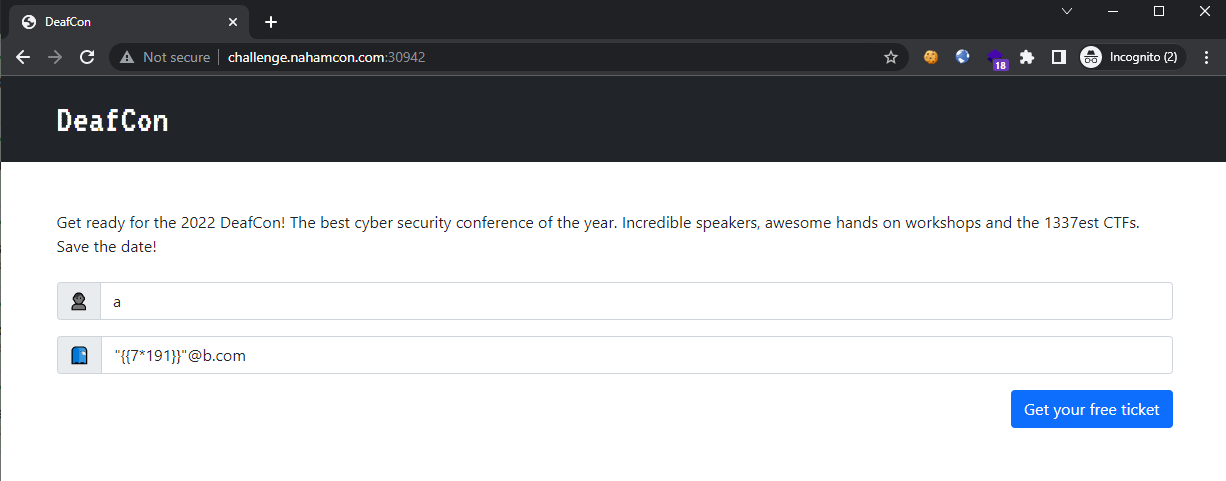 DeafCon
Not secure challenge.nahamcon.com:30942 18 Incognito (2)
DeafCon
Get ready for the 2022 DeafCon! The best cyber security conference of the year. Incredible speakers, awesome hands on workshops and the 1337est CTFs.
Save the date!
a
"{{7*191}}"@b.com
Get your free ticket